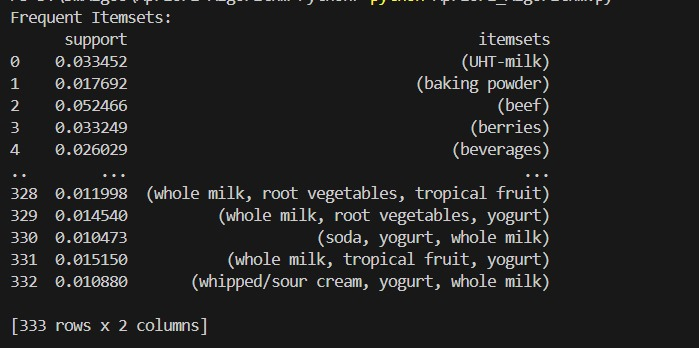 Frequent Itemsets:
support itemsets
0 0.033452 (UHT-milk)
1 0.017692 (baking powder)
2 0.052466 (beef)
3 0.033249 (berries)
4 0.026029 (beverages)
.. ... ...
328 0.011998 (whole milk, root vegetables, tropical fruit)
329 0.014540 (whole milk, root vegetables, yogurt)
330 0.010473 (soda, yogurt, whole milk)
331 0.015150 (whole milk, tropical fruit, yogurt)
332 0.010880 (whipped/sour cream, yogurt, whole milk)
[333 rows x 2 columns]